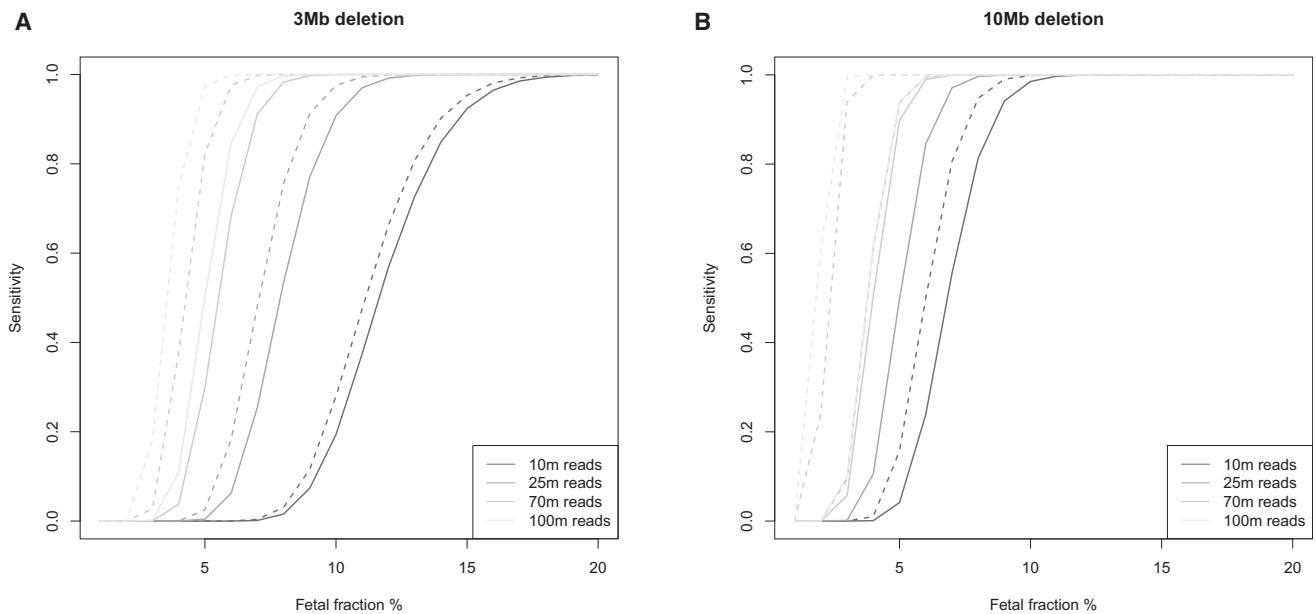 A
3Mb deletion
Sensitivity
1.0
0.8
0.6
0.4
0.2
0.0
5
10
15
20
Fetal fraction %
10m reads
25m reads
70m reads
100m reads
B
10Mb deletion
Sensitivity
1.0
0.8
0.6
0.4
0.2
0.0
5
10
15
20
Fetal fraction %
10m reads
25m reads
70m reads
100m reads